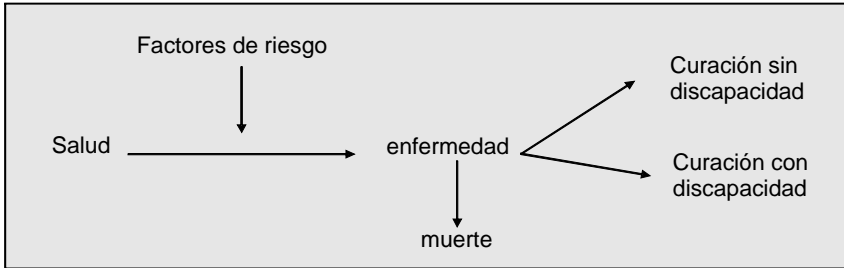 Factores de riesgo
Curación sin
discapacidad
Salud
enfermedad
Curación con
discapacidad
muerte